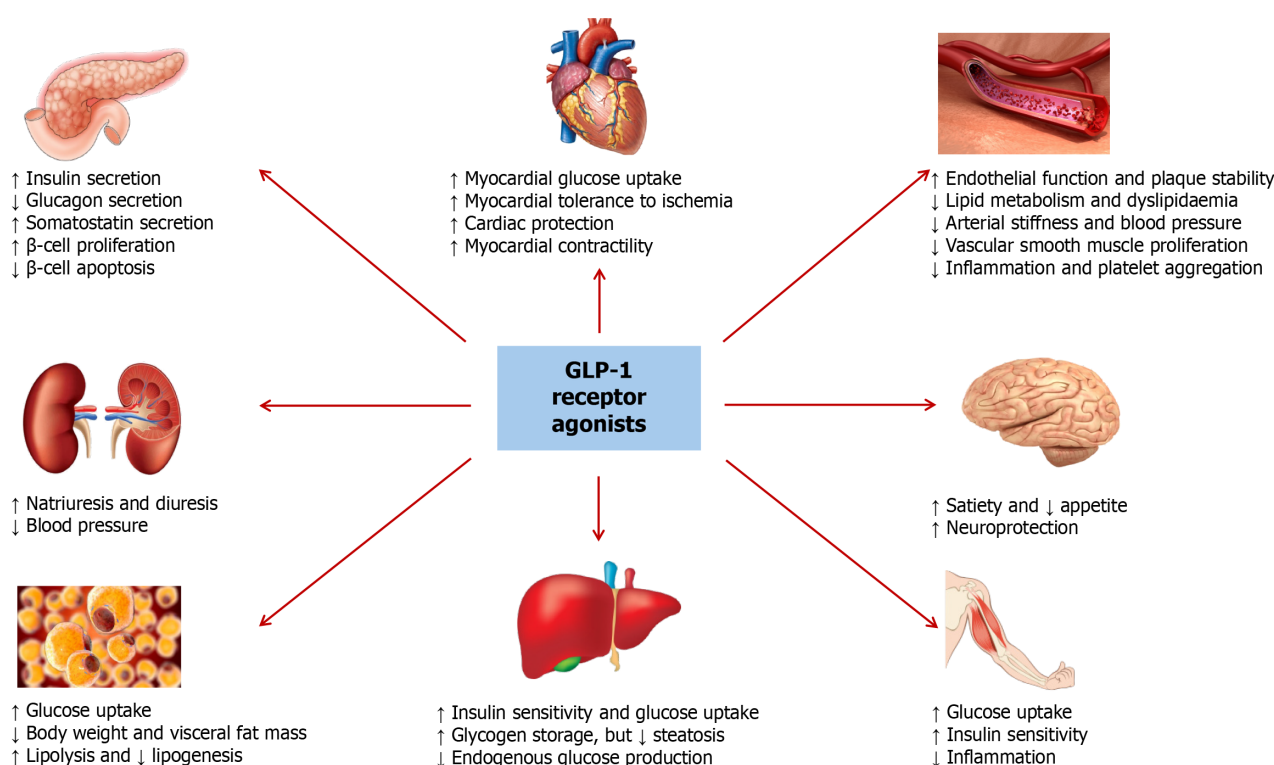 ↑ Insulin secretion
↓ Glucagon secretion
↑ Somatostatin secretion
↑ β-cell proliferation
↓ β-cell apoptosis
↑ Myocardial glucose uptake
↑ Myocardial tolerance to ischemia
↑ Cardiac protection
↑ Myocardial contractility
↑ Endothelial function and plaque stability
↓ Lipid metabolism and dyslipidaemia
↓ Arterial stiffness and blood pressure
↓ Vascular smooth muscle proliferation
↓ Inflammation and platelet aggregation
GLP-1
receptor
agonists
↑ Natriuresis and diuresis
↓ Blood pressure
↑ Satiety and ↓ appetite
↑ Neuroprotection
↑ Glucose uptake
↓ Body weight and visceral fat mass
↑ Lipolysis and ↓ lipogenesis
↑ Insulin sensitivity and glucose uptake
↑ Glycogen storage, but ↓ steatosis
↓ Endogenous glucose production
↑ Glucose uptake
↑ Insulin sensitivity
↓ Inflammation